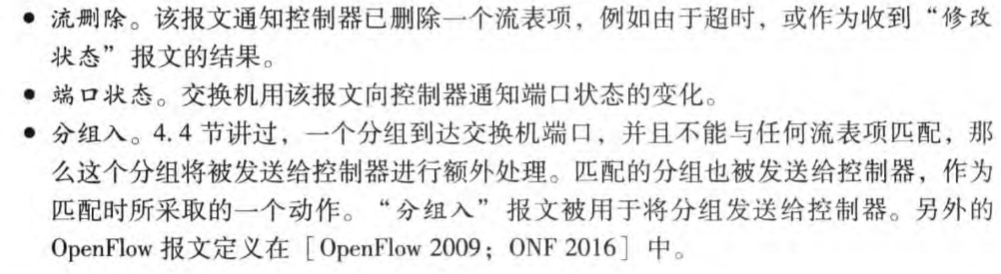 ● 流删除。该报文通知控制器已删除一个流表项，例如由于超时，或作为收到“修改
状态”报文的结果。
● 端口状态。交换机用该报文向控制器通知端口状态的变化。
● 分组入。4.4 节讲过，一个分组到达交换机端口，并且不能与任何流表项匹配，那
么这个分组将被发送给控制器进行额外处理。匹配的分组也被发送给控制器，作为
匹配时所采取的一个动作。“分组入”报文被用于将分组发送给控制器。另外的
OpenFlow 报文定义在［OpenFlow 2009；ONF 2016］中。